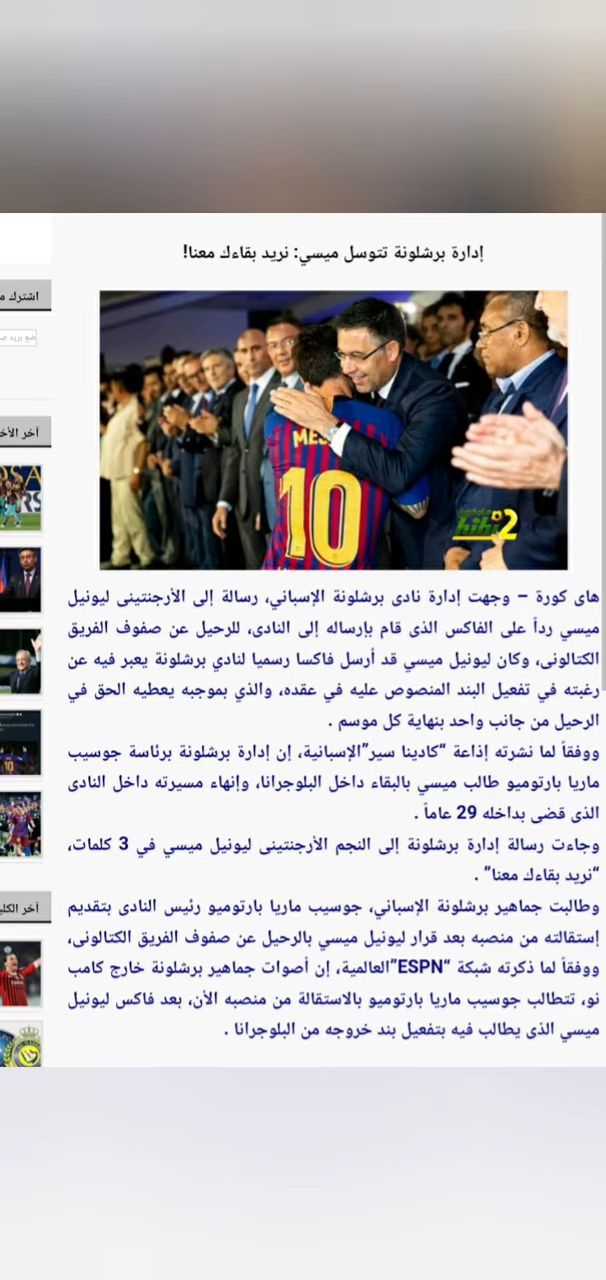 إدارة برشلونة تتوسل ميسي: نريد بقاءك معنا!
اشترك م
آخر الأخ
MES
10
hihi2
هاى كورة – وجهت إدارة نادى برشلونة الإسباني، رسالة إلى الأرجنتينى ليونيل
ميسي رداً على الفاكس الذى قام بإرساله إلى النادى، للرحيل عن صفوف الفريق
الكتالونى، وكان ليونيل ميسي قد أرسل فاكسا رسميا لنادي برشلونة يعبر فيه عن
رغبته في تفعيل البند المنصوص عليه في عقده، والذي بموجبه يعطيه الحق في
الرحيل من جانب واحد بنهاية كل موسم .
ووفقاً لما نشرته إذاعة “كادينا سير”الإسبانية، إن إدارة برشلونة برئاسة جوسيب
ماريا بارتوميو طالب ميسي بالبقاء داخل البلوجرانا، وإنهاء مسيرته داخل النادى
الذى قضى بداخله 29 عاماً .
وجاءت رسالة إدارة برشلونة إلى النجم الأرجنتينى ليونيل ميسي في 3 كلمات،
“نريد بقاءك معنا” .
وطالبت جماهير برشلونة الإسباني، جوسيب ماريا بارتوميو رئيس النادى بتقديم
إستقالته من منصبه بعد قرار ليونيل ميسي بالرحيل عن صفوف الفريق الكتالونى،
ووفقاً لما ذكرته شبكة “ESPN”العالمية، إن أصوات جماهير برشلونة خارج كامب
نو، تتطالب جوسيب ماريا بارتوميو بالاستقالة من منصبه الأن، بعد فاكس ليونيل
ميسي الذى يطالب فيه بتفعيل بند خروجه من البلوجرانا .
آخر الكلي